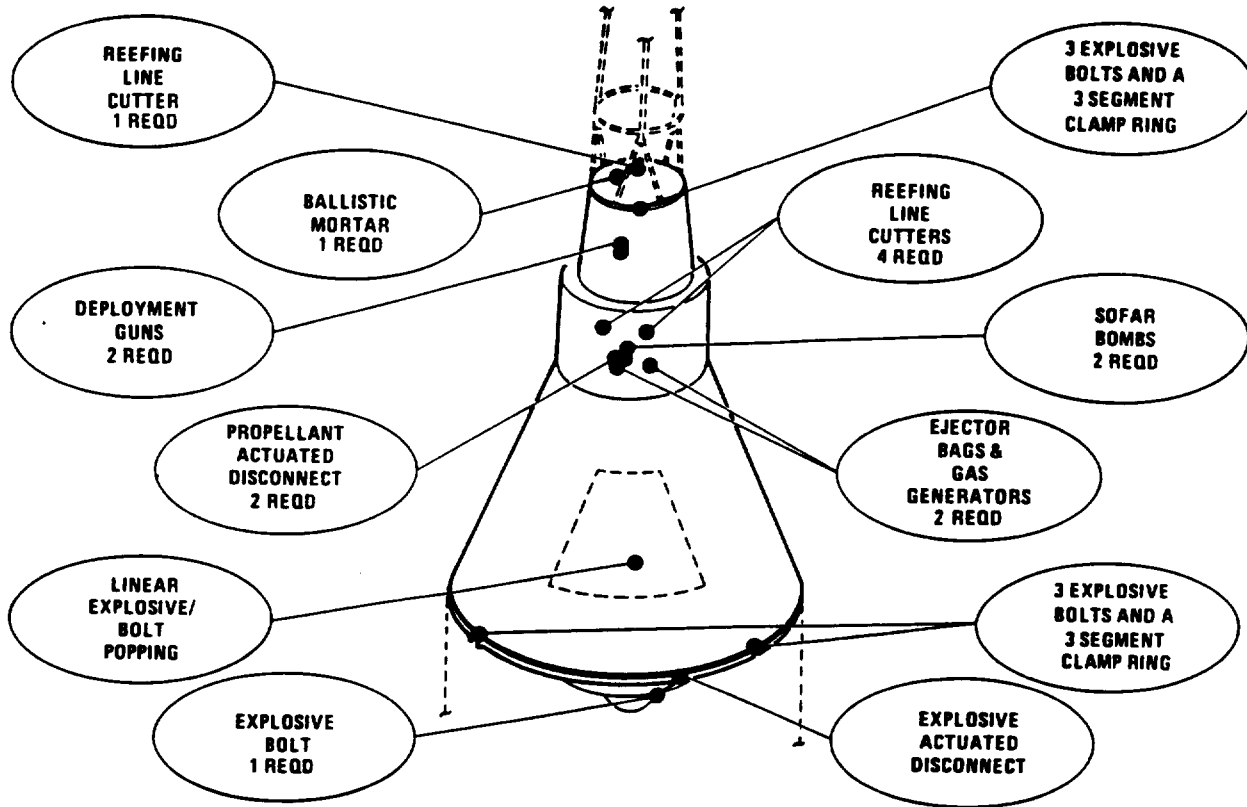 REEFING
LINE
CUTTER
1 REQD
3 EXPLOSIVE
BOLTS AND A
3 SEGMENT
CLAMP RING
BALLISTIC
MORTAR
1 REQD
REEFING
LINE
CUTTERS
4 REQD
DEPLOYMENT
GUNS
2 REQD
SOFAR
BOMBS
2 REQD
PROPELLANT
ACTUATED
DISCONNECT
2 REQD
EJECTOR
BAGS &
GAS
GENERATORS
2 REQD
LINEAR
EXPLOSIVE/
BOLT
POPPING
3 EXPLOSIVE
BOLTS AND A
3 SEGMENT
CLAMP RING
EXPLOSIVE
BOLT
1 REQD
EXPLOSIVE
ACTUATED
DISCONNECT